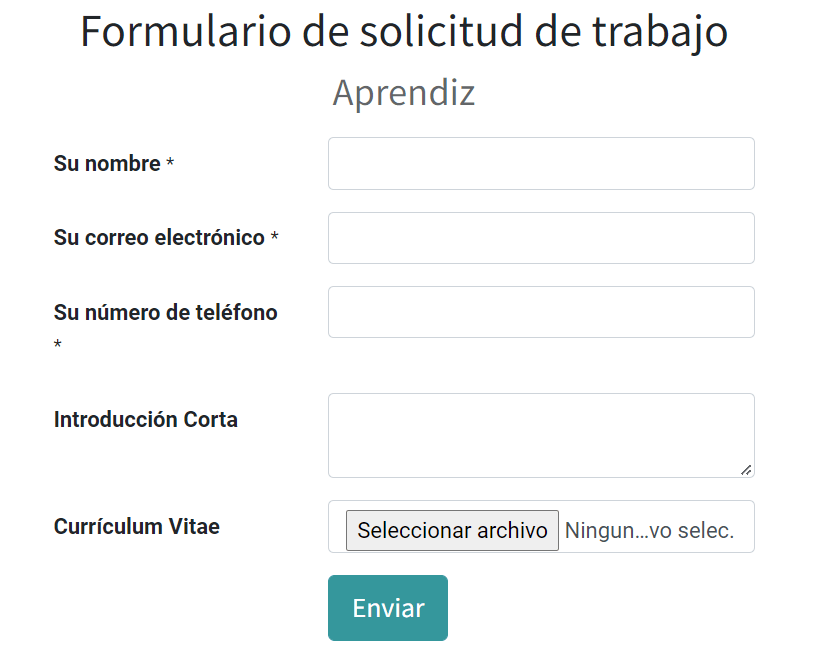 Formulario de solicitud de trabajo
Aprendiz
Su nombre *
Su correo electrónico *
Su número de teléfono
*
Introducción Corta
Currículum Vitae
Seleccionar archivo Ningun...vo selec.
Enviar